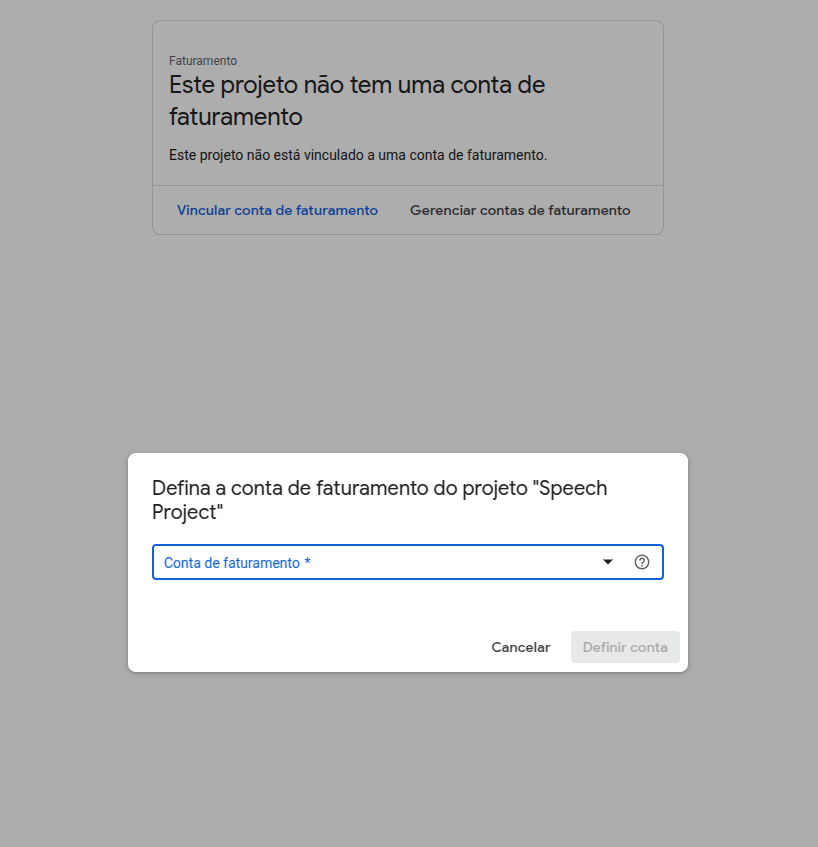 Faturamento
Este projeto não tem uma conta de
faturamento
Este projeto não está vinculado a uma conta de faturamento.
Vincular conta de faturamento
Gerenciar contas de faturamento
Defina a conta de faturamento do projeto "Speech
Project"
Conta de faturamento *
Cancelar
Definir conta